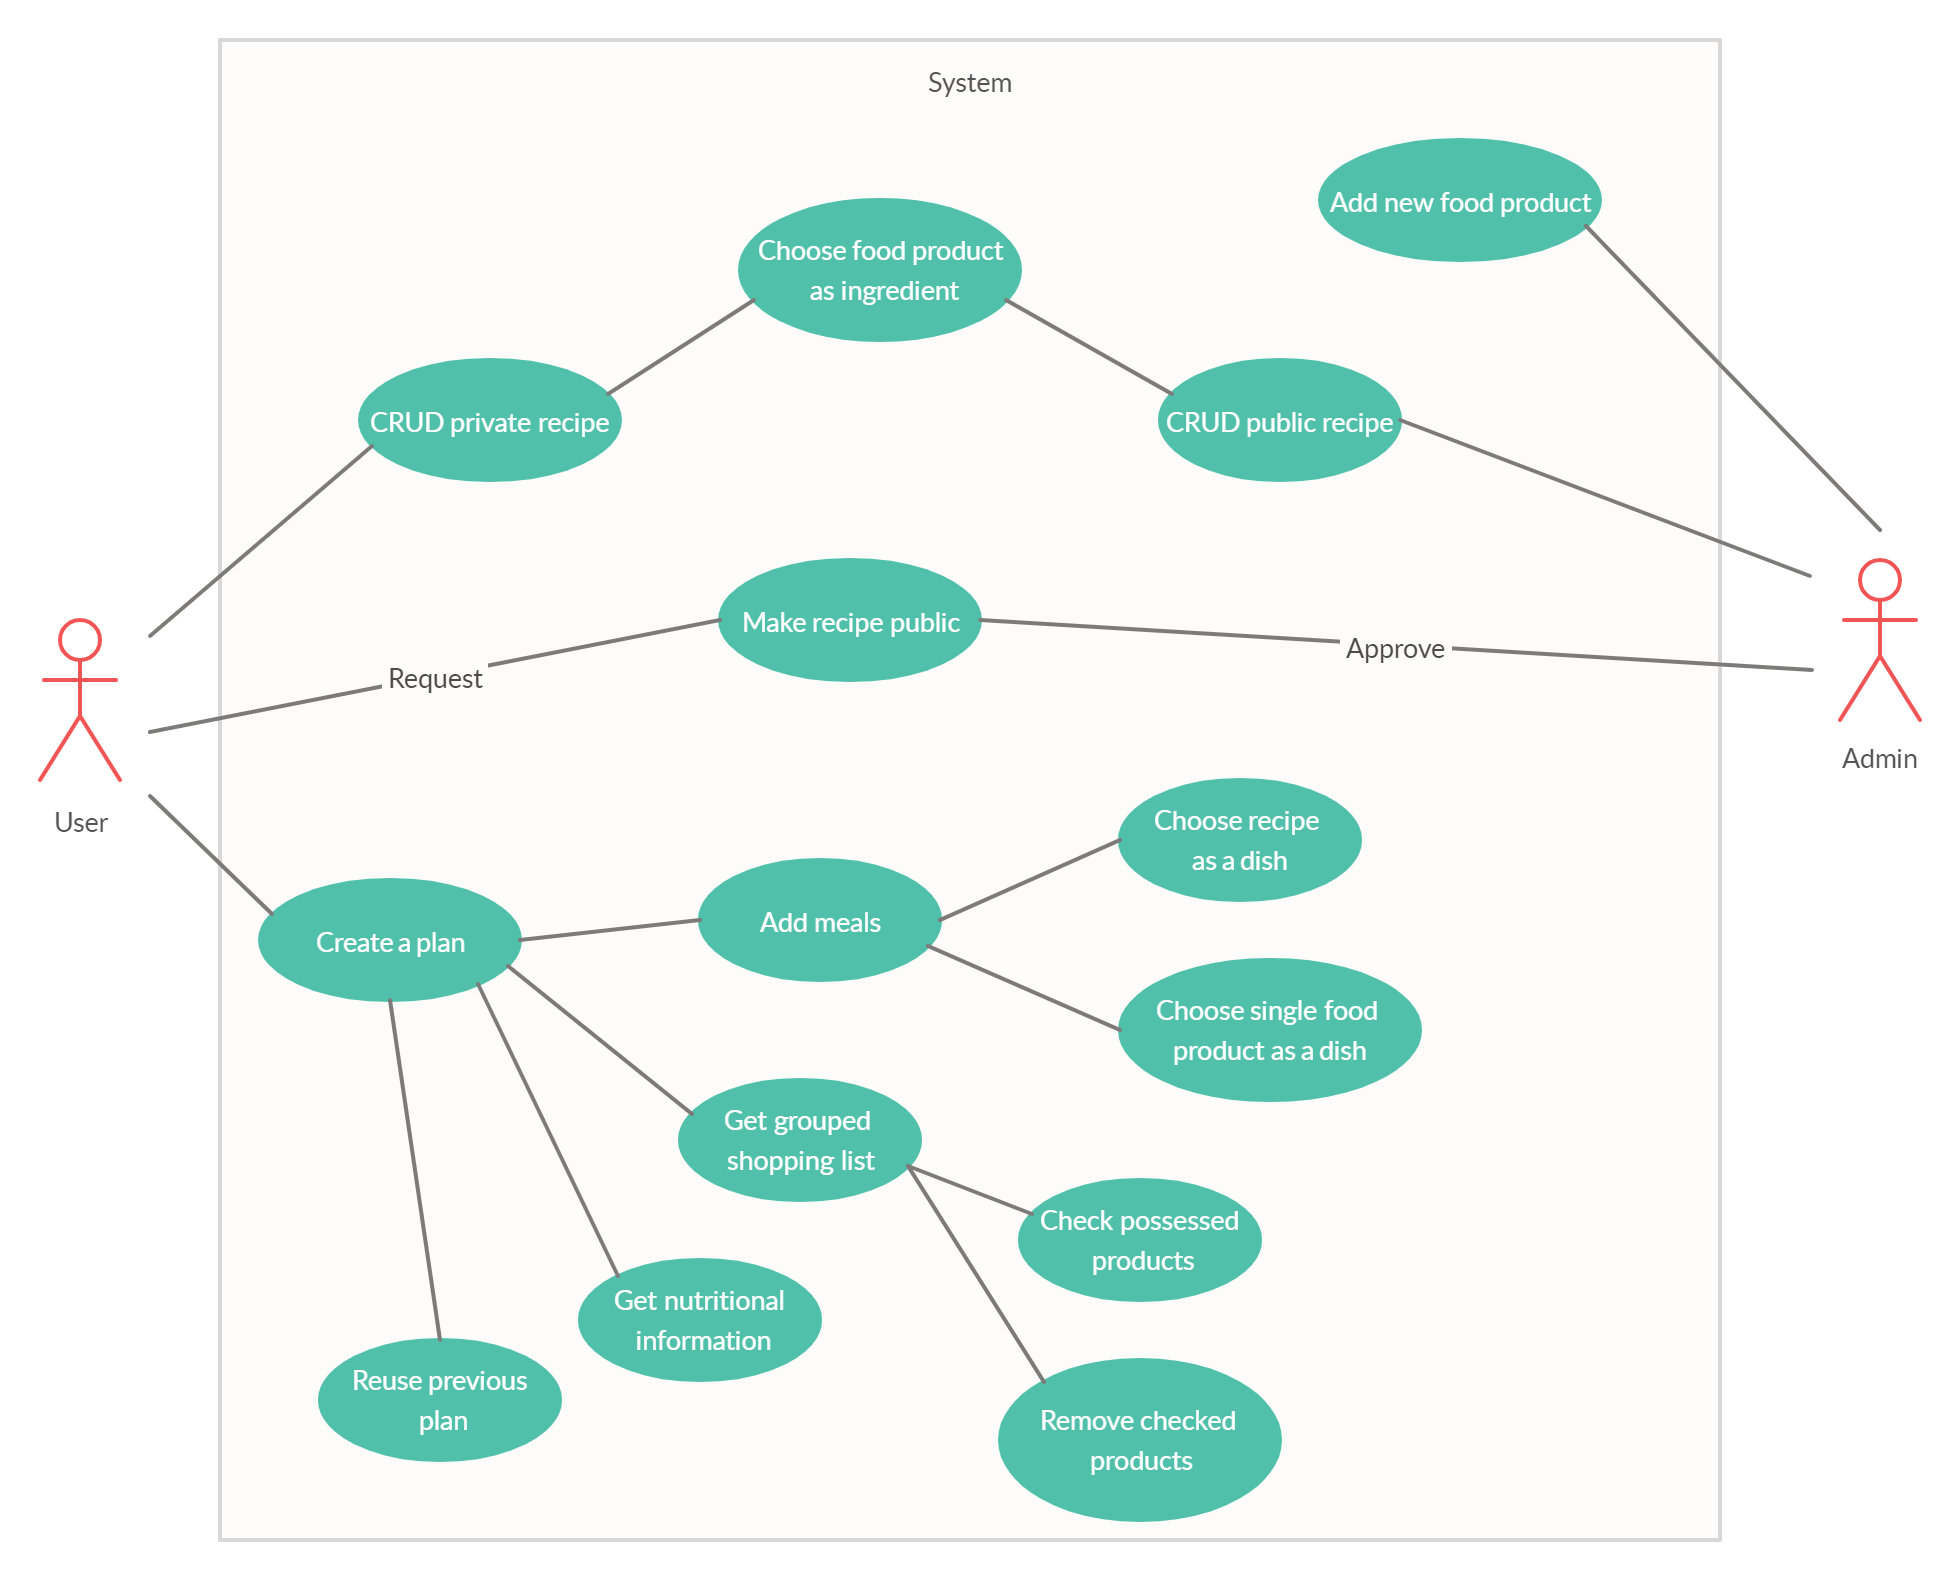 System
Add new food product
Choose food product
as ingredient
CRUD private recipe
CRUD public recipe
Make recipe public
Request
Approve
User
Admin
Choose recipe
as a dish
Add meals
Create a plan
Choose single food
product as a dish
Get grouped
shopping list
Check possessed
products
Get nutritional
information
Reuse previous
plan
Remove checked
products